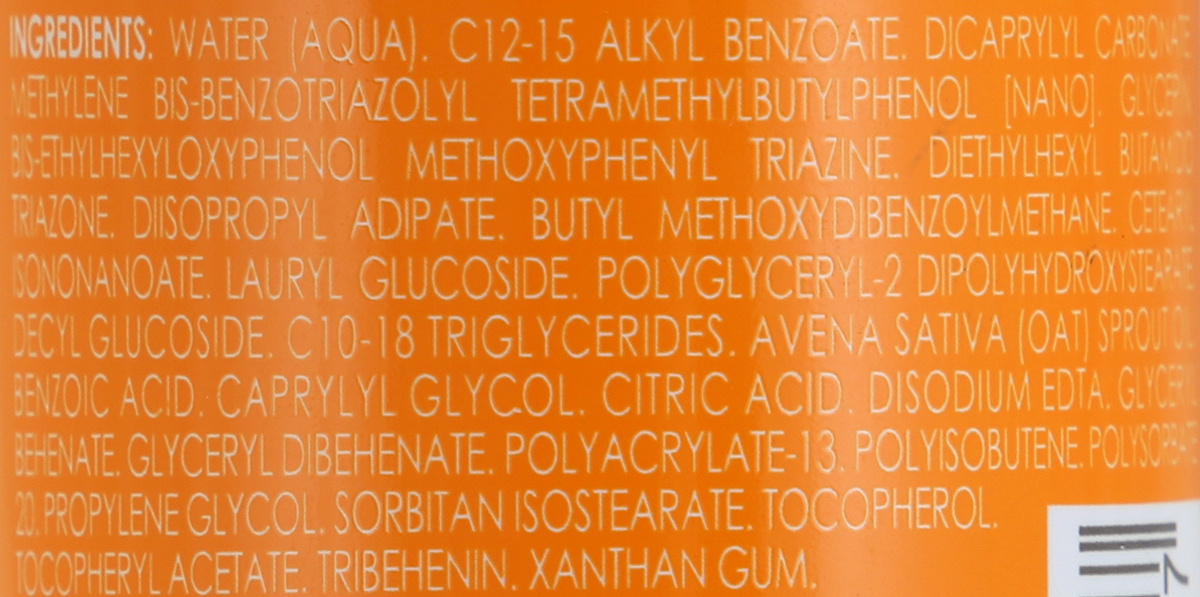 INGREDIENTS: WATER (AQUA). C12-15 ALKYL BENZOATE. DICAPRYLYL CARBONATE
METHYLENE BIS-BENZOTRIAZOLYL TETRAMETHYLBUTYLPHENOL [NANO].
BIS-ETHYLHEXYLOXYPHENOL METHOXYPHENYL TRIAZINE. DIETHYLHEXYL
TRIAZONE. DIISOPROPYL ADIPATE. BUTYL METHOXYDIBENZOYLMETHANE.
ISONONANOATE. LAURYL GLUCOSIDE. POLYGLYCERYL-2
DECYL GLUCOSIDE. C10-18 TRIGLYCERIDES. AVENA SATIVA (OAT) SPROUT
BENZOIC ACID. CAPRYLYL GLYCOL. CITRIC ACID. DISODIUM EDTA.
BEHENATE. GLYCERYL DIBEHENATE. POLYACRYLATE-13. POLYISOBUTENE.
20. PROPYLENE GLYCOL. SORBITAN ISOSTEARATE. TOCOPHEROL.
TOCOPHERYL ACETATE. TRIBEHENIN. XANTHAN GUM.